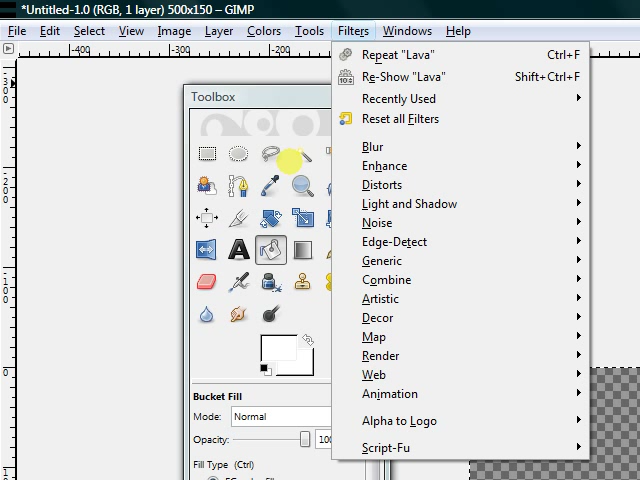 *Untitled-1.0 (RGB, 1 layer) 500x150 – GIMP
File Edit Select View Image Layer Colors Tools Filters Windows Help
-400 -300 -200
Toolbox
Repeat "Lava" Ctrl+F
Re-Show "Lava" Shift+Ctrl+F
Recently Used
Reset all Filters
Blur
Enhance
Distorts
Light and Shadow
Noise
Edge-Detect
Generic
Combine
Artistic
Decor
Map
Render
Web
Animation
Alpha to Logo
Script-Fu
Bucket Fill
Mode: Normal
Opacity: 100
Fill Type (Ctrl)